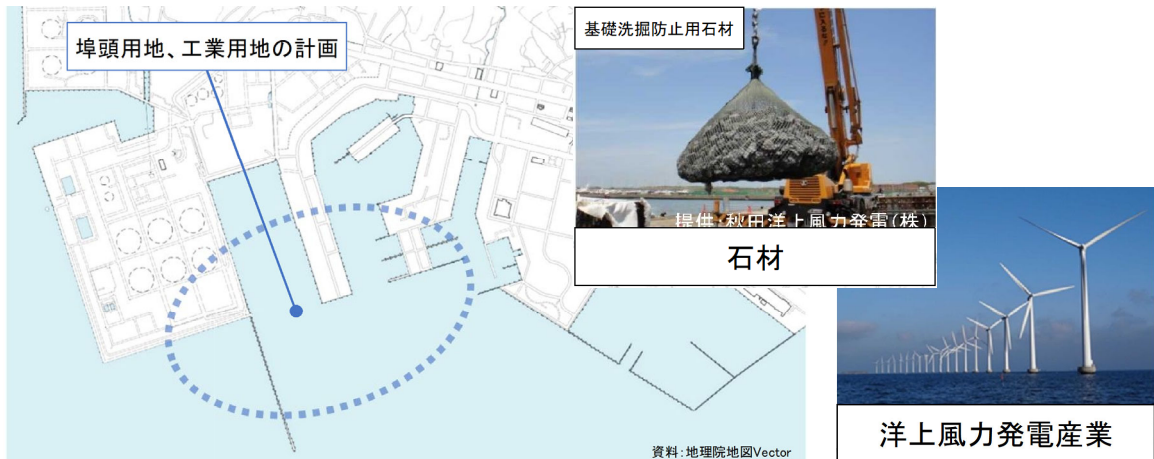 埠頭用地、工業用地の計画
基礎洗掘防止用石材
提供:秋田洋上風力発電(株)
石材
洋上風力発電産業
資料:地理院地図Vector